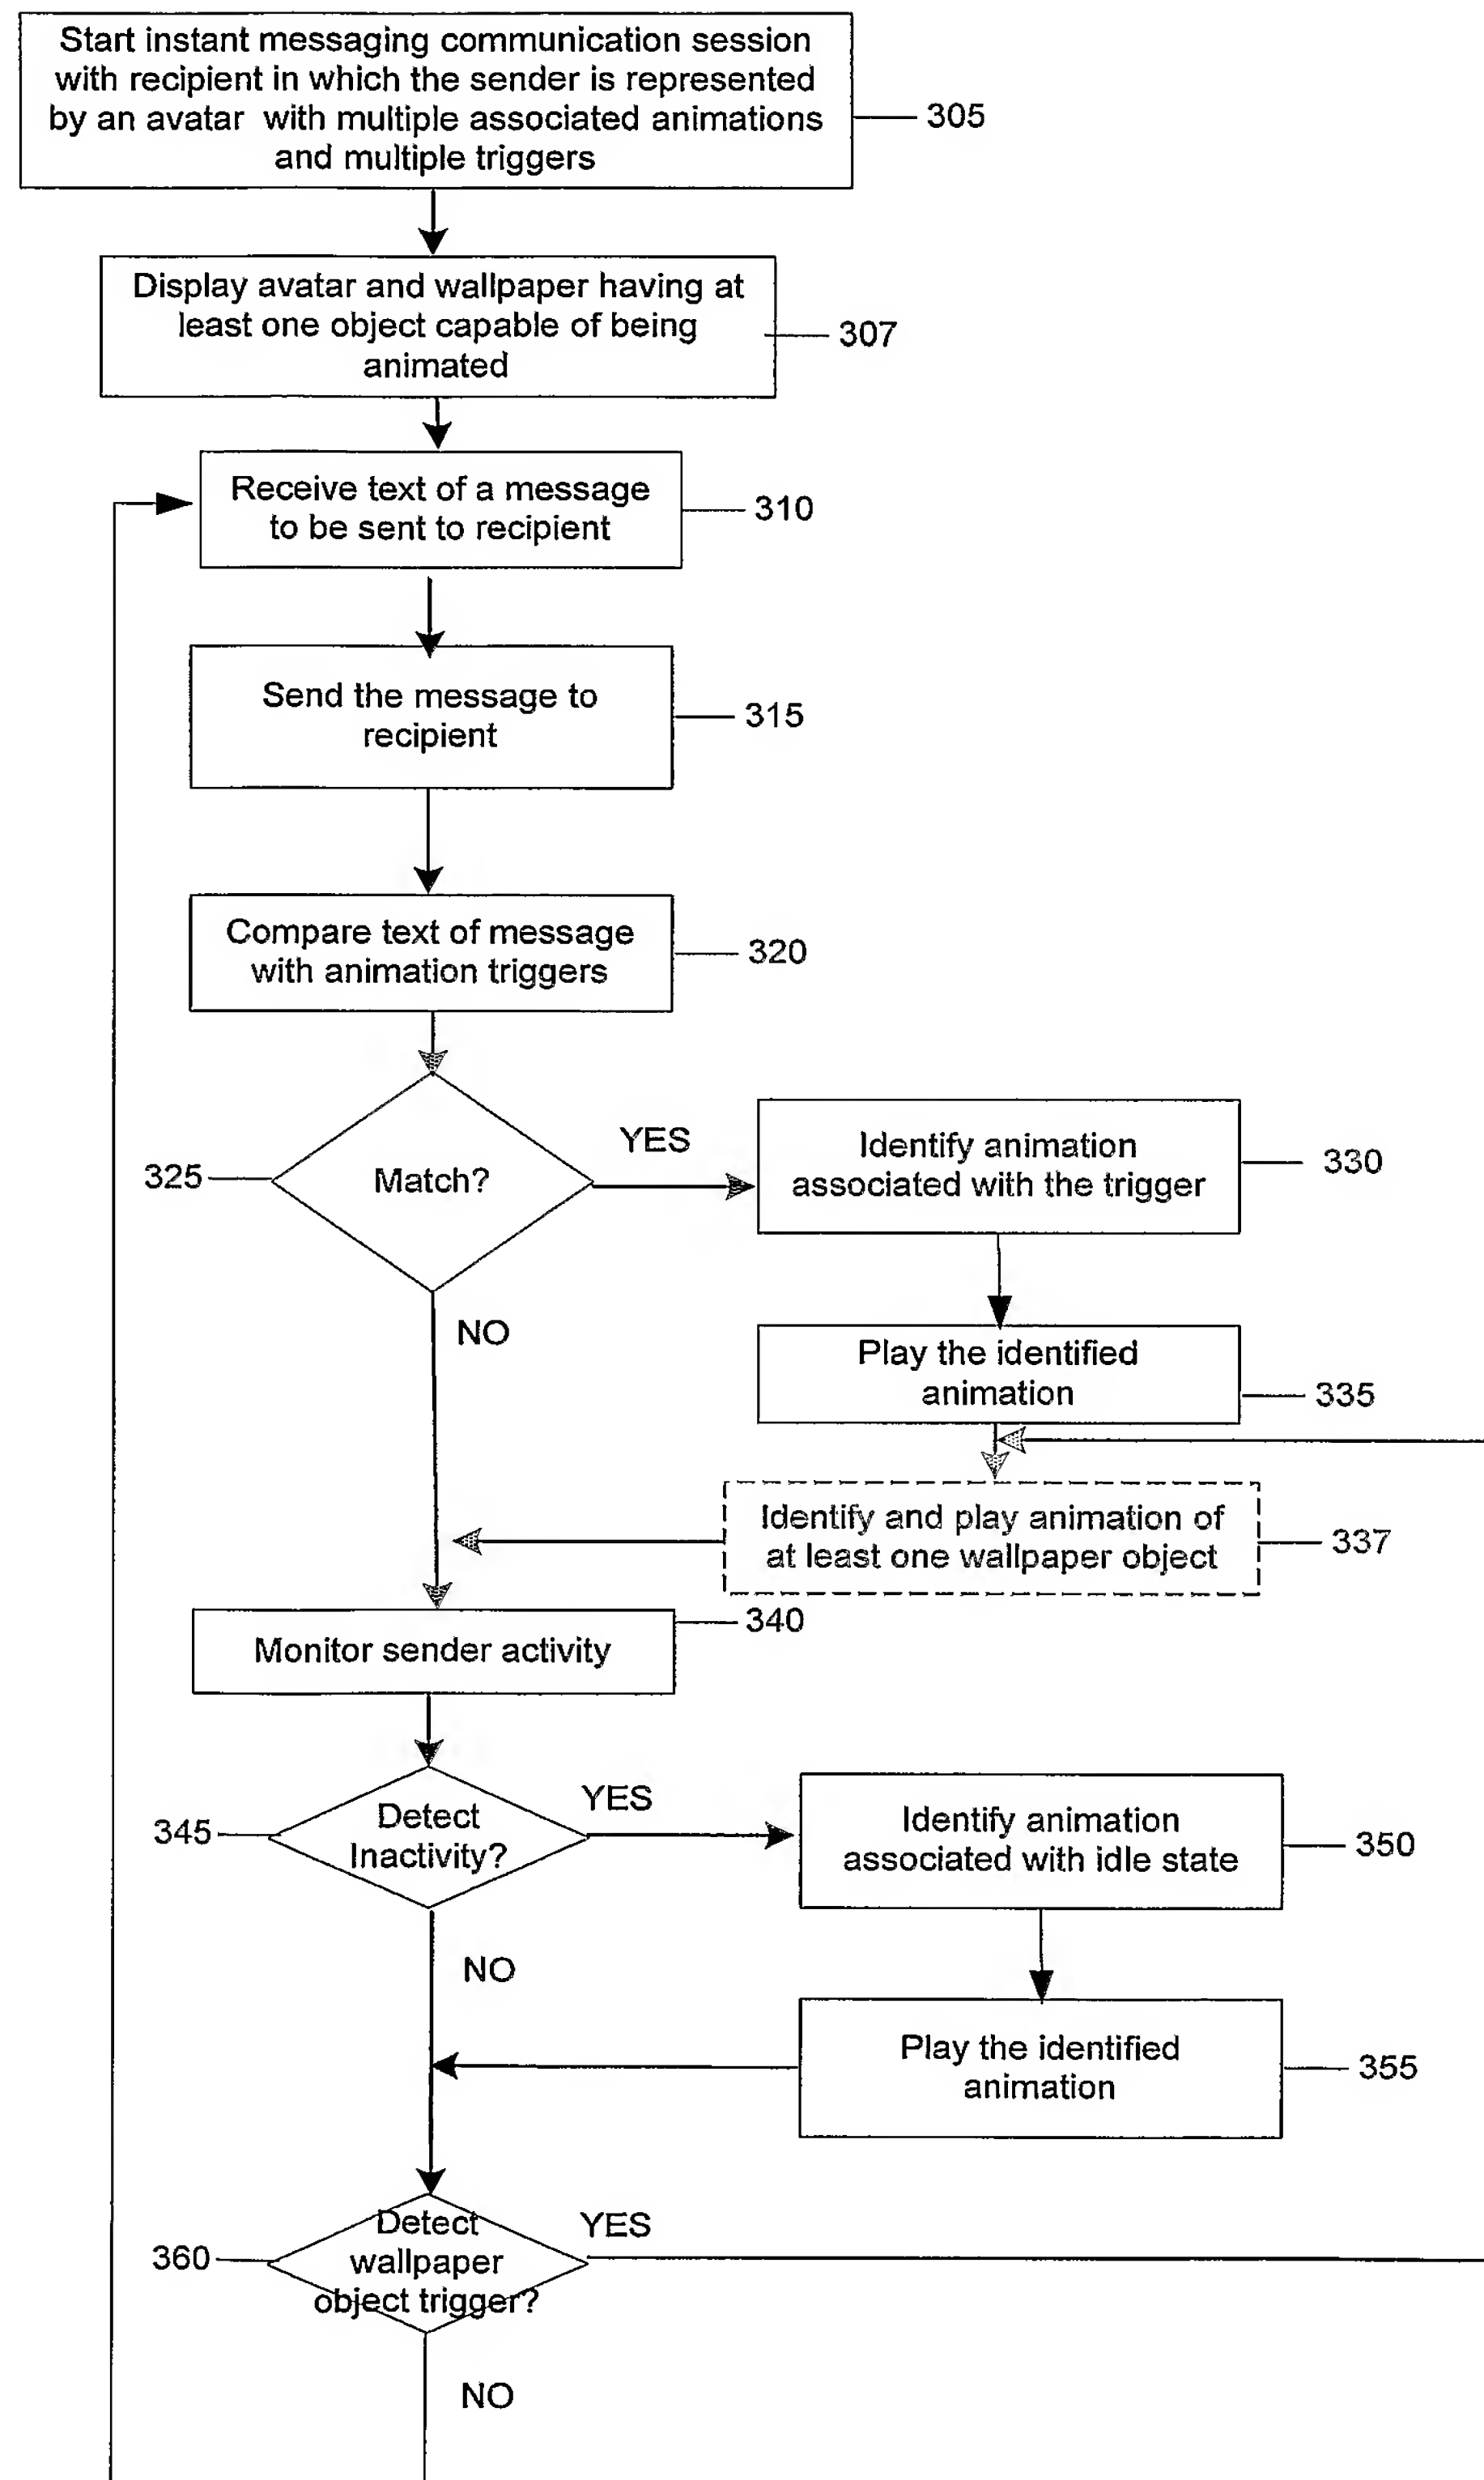 Start instant messaging communication session
with recipient in which the sender is represented
by an avatar with multiple associated animations
and multiple triggers
305
Display avatar and wallpaper having at
least one object capable of being
animated
307
Receive text of a message
to be sent to recipient
310
Send the message to
recipient
315
Compare text of message
with animation triggers
320
325
Match?
YES
Identify animation
associated with the trigger
330
NO
Play the identified
animation
335
Identify and play animation of
at least one wallpaper object
337
Monitor sender activity
340
345
Detect
Inactivity?
YES
Identify animation
associated with idle state
350
NO
Play the identified
animation
355
360
Detect
wallpaper
object trigger?
YES
NO